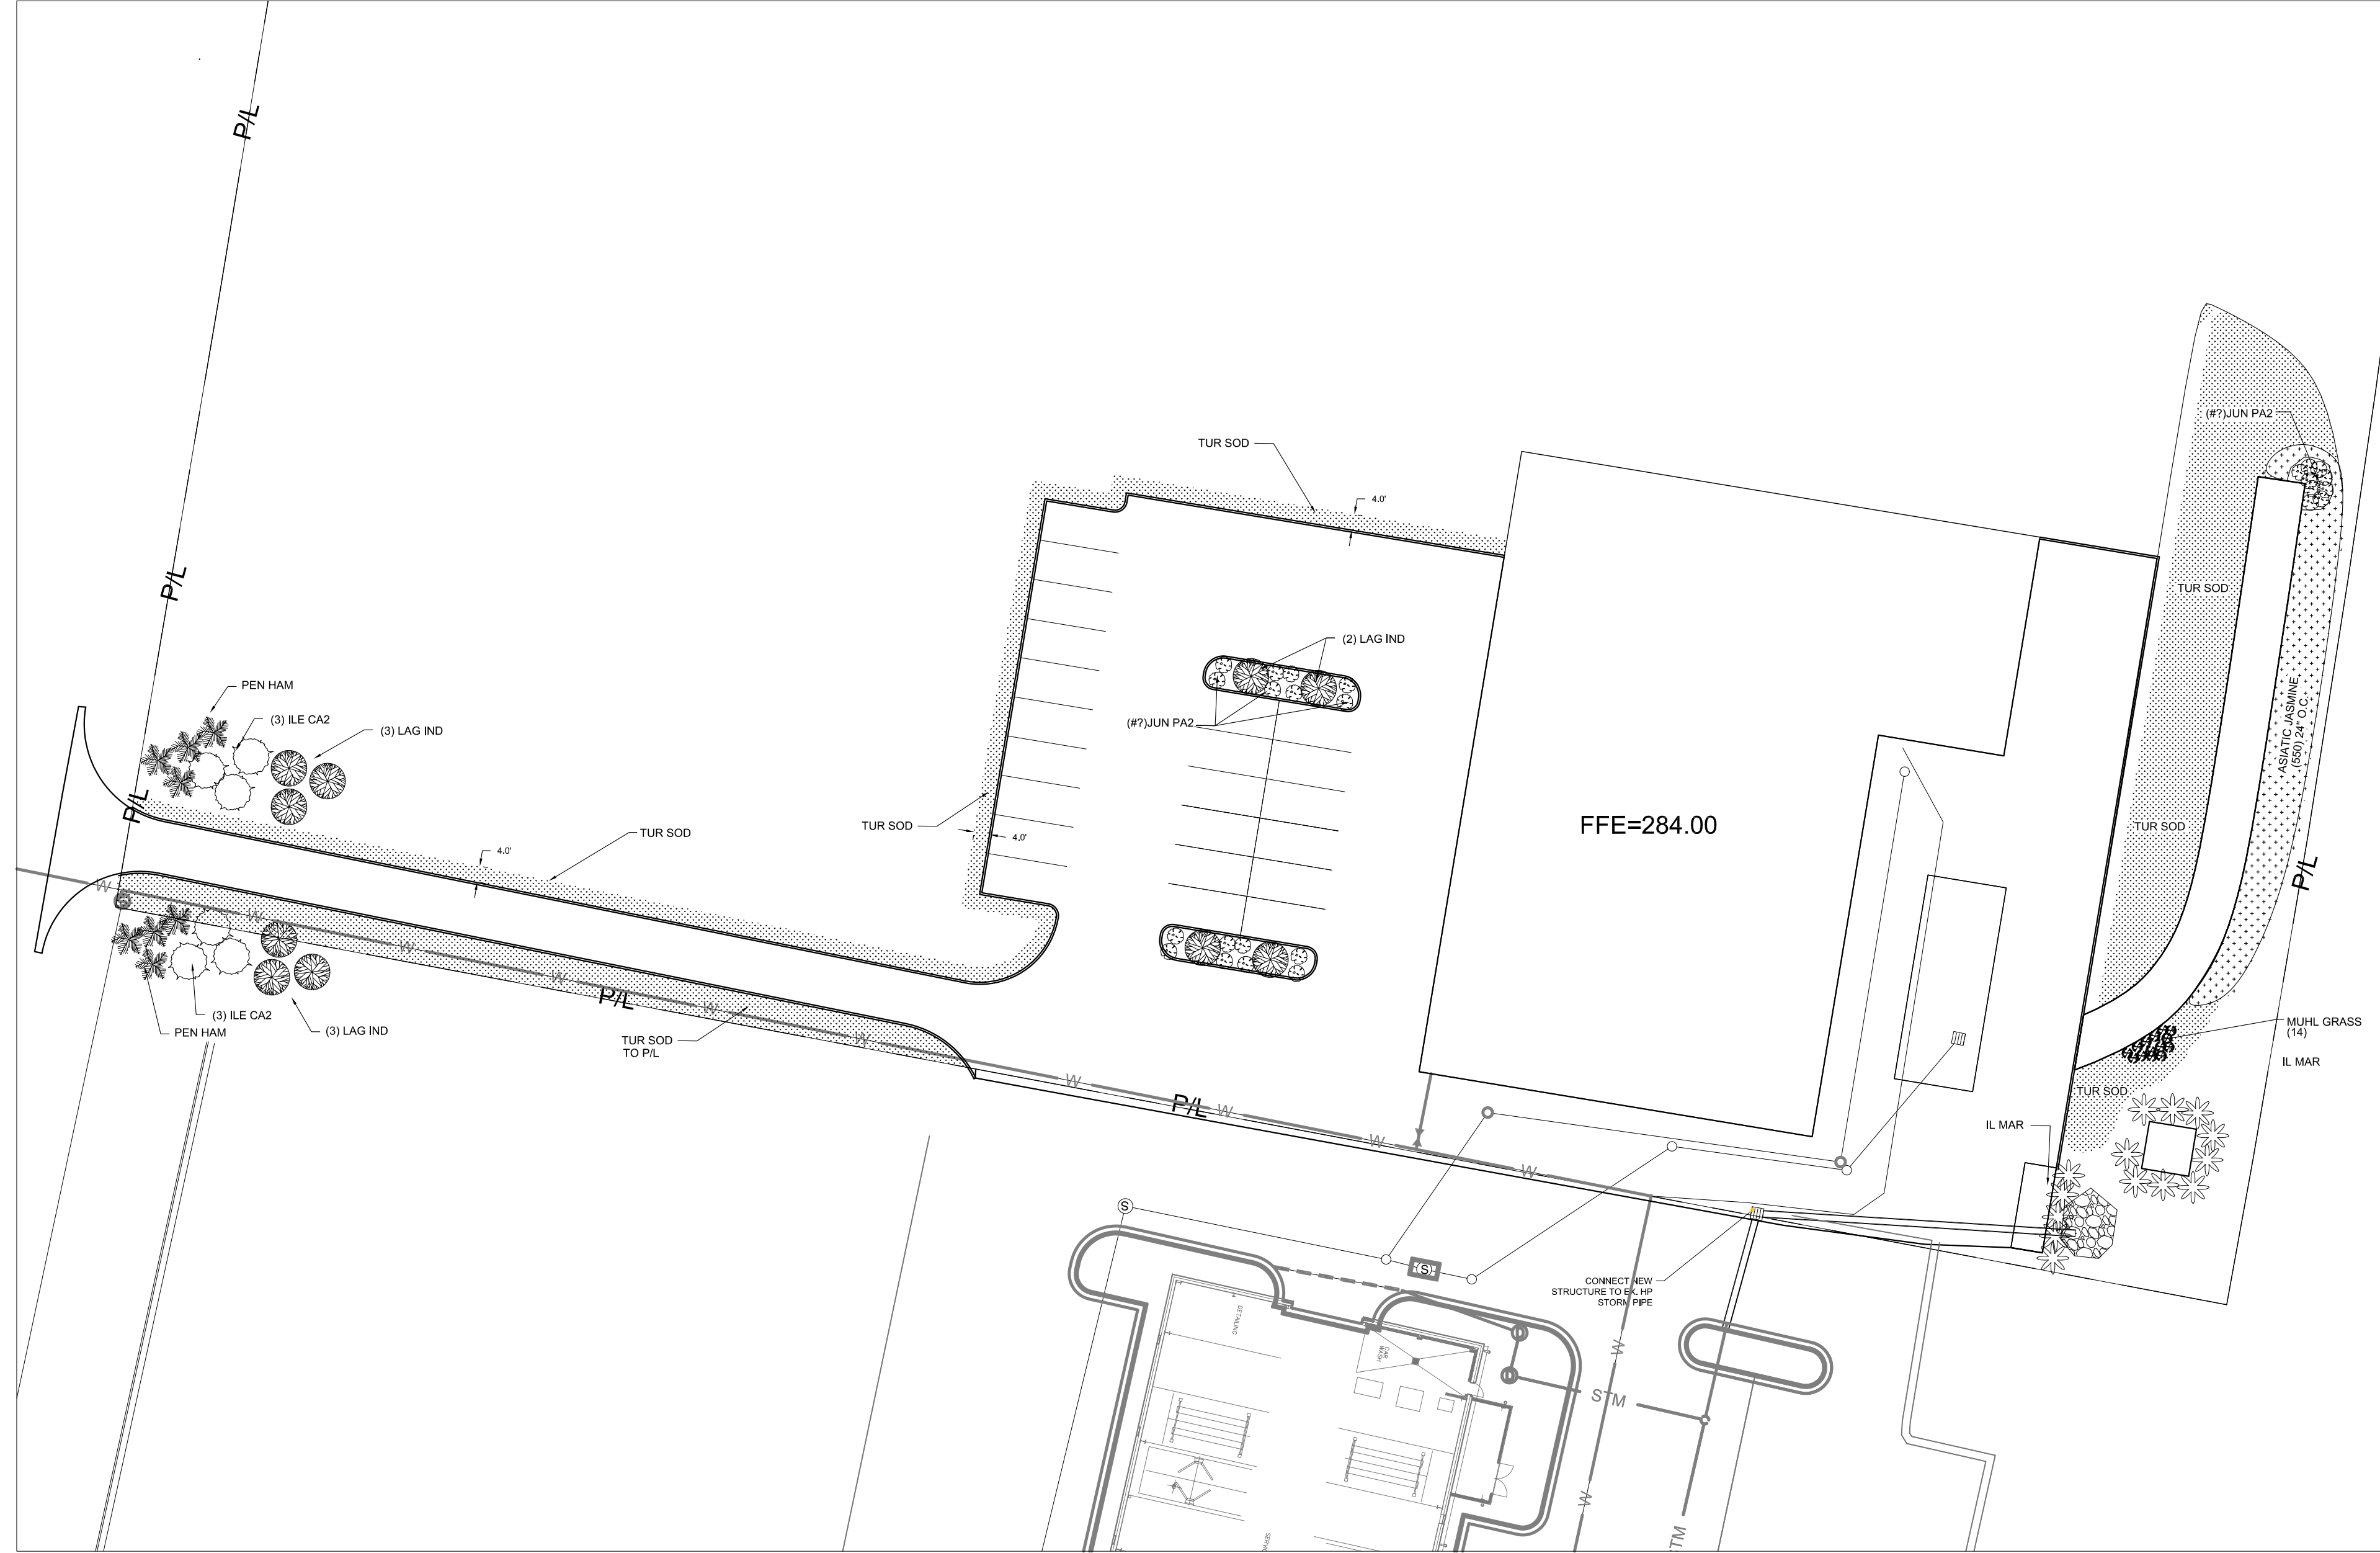 P/L
(#?)JUN PA2
TUR SOD
4.0'
P/L
TUR SOD
(2) LAG IND
PEN HAM
(3) ILE CA2
(3) LAG IND
(#?)JUN PA2
ASIATIC JASMINE
(550) 24" O.C.
P/L
TUR SOD
4.0'
TUR SOD
4.0'
FFE=284.00
TUR SOD
P/L
W
W
W
W
W
W
P/L
(3) ILE CA2
PEN HAM
(3) LAG IND
TUR SOD
TO P/L
MUHL GRASS
(14)
IL MAR
W
P/L
W
W
W
TUR SOD
IL MAR
S
S
CONNECT NEW
STRUCTURE TO EX. HP
STORM PIPE
DETAILING
CAR
WASH
D
D
W
STM
W
STM